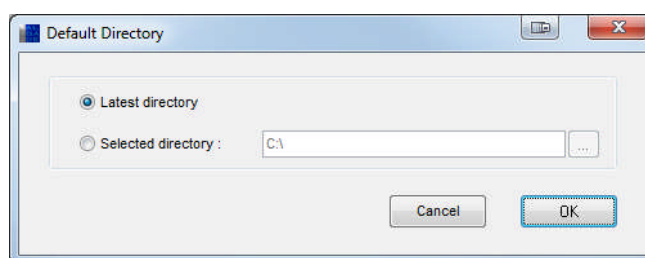 Default Directory
Latest directory
Selected directory : C:\ ...
Cancel OK